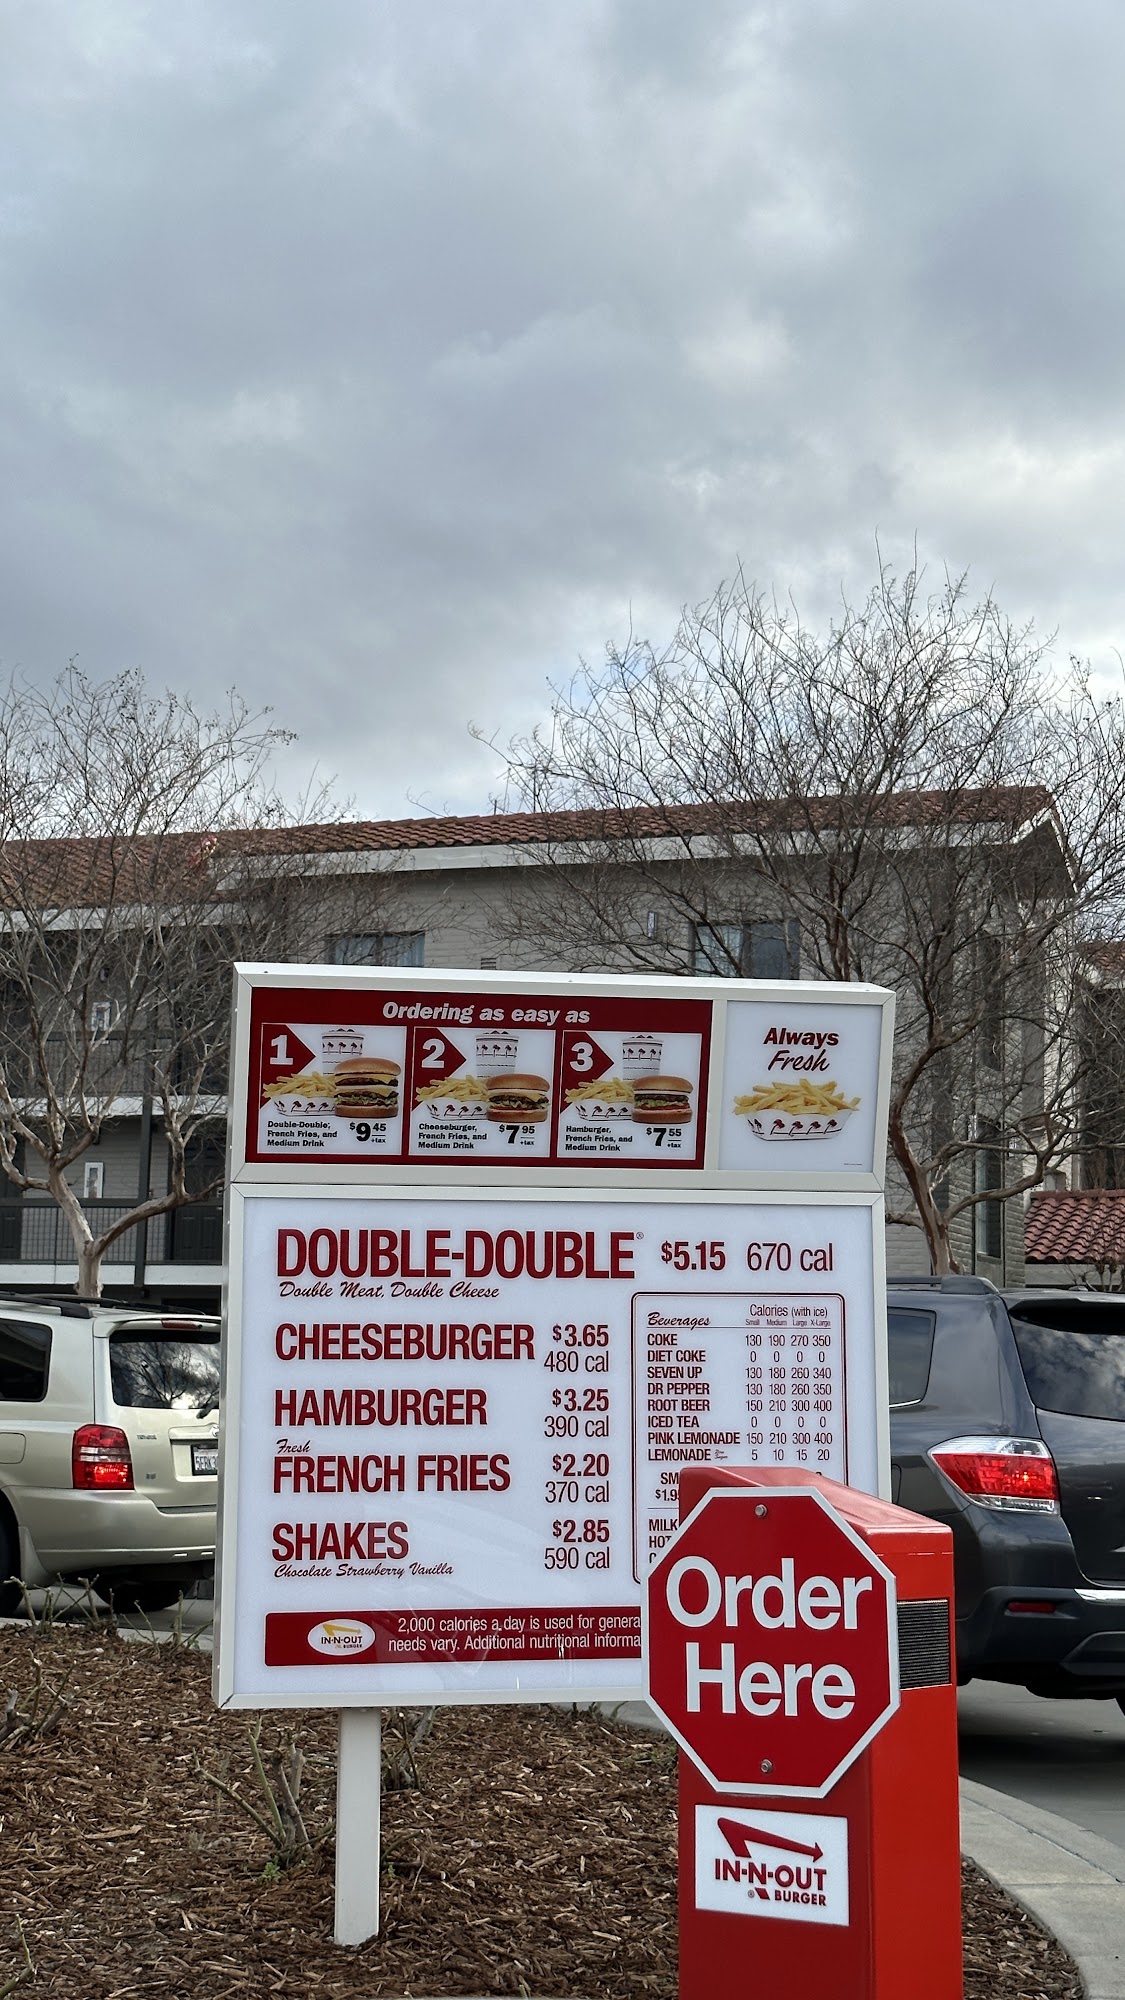 Ordering as easy as
1
Double-Double,
French Fries, and
Medium Drink
$9 45
+tax
2
Cheeseburger,
French Fries, and
Medium Drink
$7 95
+tax
3
Hamburger,
French Fries, and
Medium Drink
$7 55
+tax
Always
Fresh
DOUBLE-DOUBLE® $5.15 670 cal
Double Meat, Double Cheese
CHEESEBURGER $3.65
480 cal
HAMBURGER $3.25
390 cal
Fresh
FRENCH FRIES $2.20
370 cal
SHAKES $2.85
Chocolate Strawberry Vanilla 590 cal
Beverages Calories (with ice)
Small Medium Large X-Large
COKE 130 190 270 350
DIET COKE 0 0 0 0
SEVEN UP 130 180 260 340
DR PEPPER 130 180 260 350
ROOT BEER 150 210 300 400
ICED TEA 0 0 0 0
PINK LEMONADE 150 210 300 400
LEMONADE 5 10 15 20
SM
$1.9
MILK
HOT
IN-N-OUT
BURGER
2,000 calories a day is used for genera
needs vary. Additional nutritional informa
Order
Here
IN-N-OUT
® BURGER